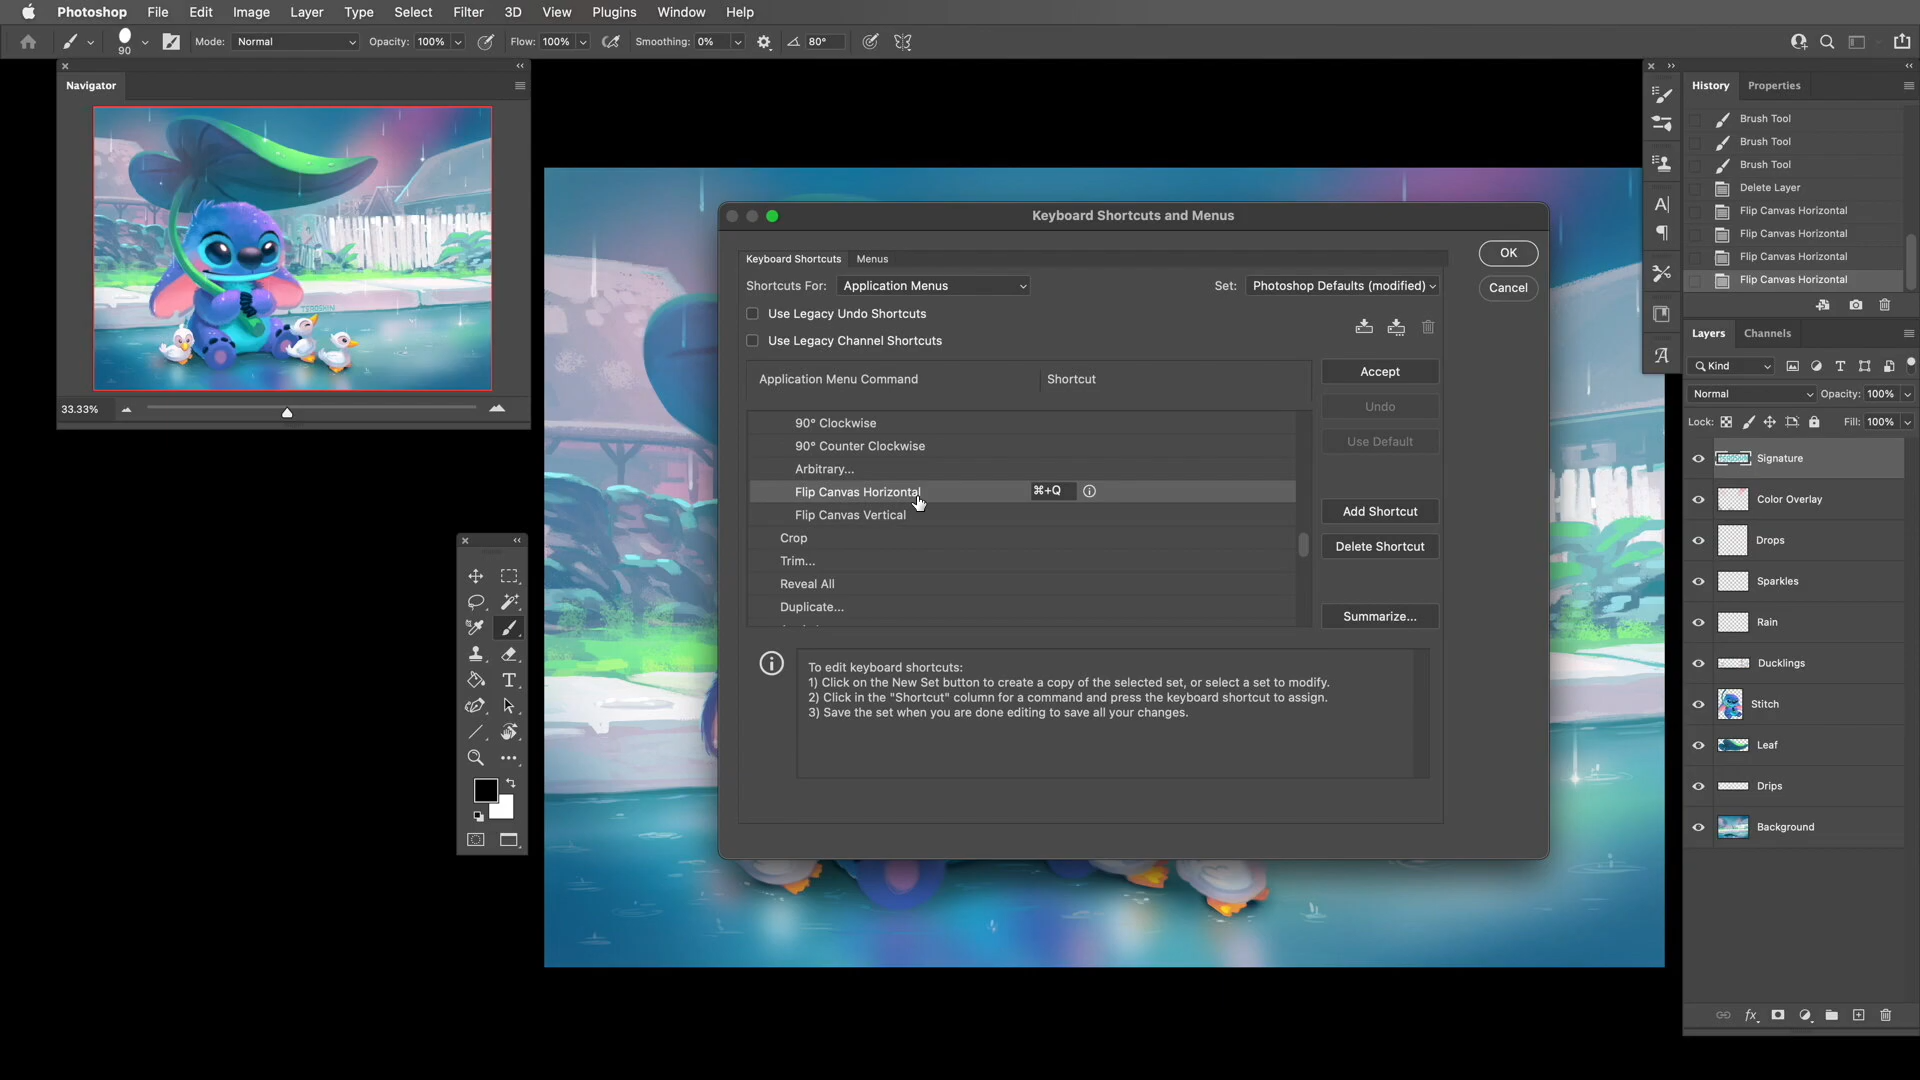 Photoshop File Edit Image Layer Type Select Filter 3D View Plugins Window Help
90 Mode: Normal Opacity: 100% Flow: 100% Smoothing: 0% 80°
Navigator
33.33%
Keyboard Shortcuts and Menus
Keyboard Shortcuts Menus
OK
Shortcuts For: Application Menus Set: Photoshop Defaults (modified)
Cancel
Use Legacy Undo Shortcuts
Use Legacy Channel Shortcuts
Application Menu Command Shortcut
Accept
Undo
Use Default
90° Clockwise
90° Counter Clockwise
Arbitrary...
Flip Canvas Horizontal ⌘+Q
Flip Canvas Vertical
Add Shortcut
Crop
Delete Shortcut
Trim...
Reveal All
Duplicate...
Summarize...
To edit keyboard shortcuts:
1) Click on the New Set button to create a copy of the selected set, or select a set to modify.
2) Click in the "Shortcut" column for a command and press the keyboard shortcut to assign.
3) Save the set when you are done editing to save all your changes.
History Properties
Brush Tool
Brush Tool
Brush Tool
Delete Layer
Flip Canvas Horizontal
Flip Canvas Horizontal
Flip Canvas Horizontal
Flip Canvas Horizontal
Layers Channels
Kind
Normal Opacity: 100%
Lock: Fill: 100%
Signature
Color Overlay
Drops
Sparkles
Rain
Ducklings
Stitch
Leaf
Drips
Background